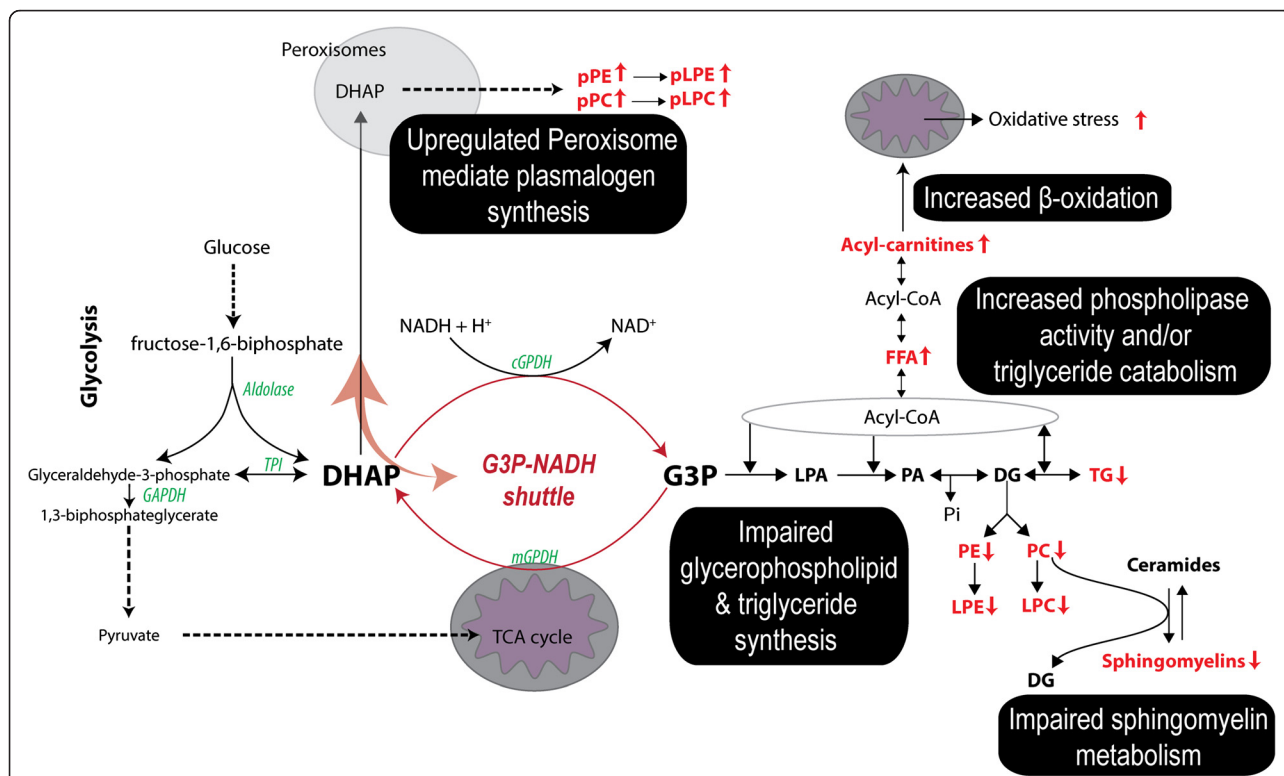 Peroxisomes
DHAP
pPE↑ → pLPE↑
pPC↑ → pLPC↑
Upregulated Peroxisome
mediate plasmalogen
synthesis
Oxidative stress ↑
Increased β-oxidation
Acyl-carnitines↑
Acyl-CoA
FFA↑
Acyl-CoA
Increased phospholipase
activity and/or
triglyceride catabolism
Glycolysis
Glucose
fructose-1,6-biphosphate
Aldolase
Glyceraldehyde-3-phosphate
TPI
GAPDH
1,3-biphosphateglycerate
Pyruvate
NADH + H⁺
NAD⁺
cGPDH
DHAP
G3P-NADH
shuttle
G3P
mGPDH
TCA cycle
LPA
PA
Pi
DG
TG↓
PE↓
PC↓
LPE↓
LPC↓
Impaired
glycerophospholipid
& triglyceride
synthesis
Ceramides
Sphingomyelins↓
DG
Impaired sphingomyelin
metabolism